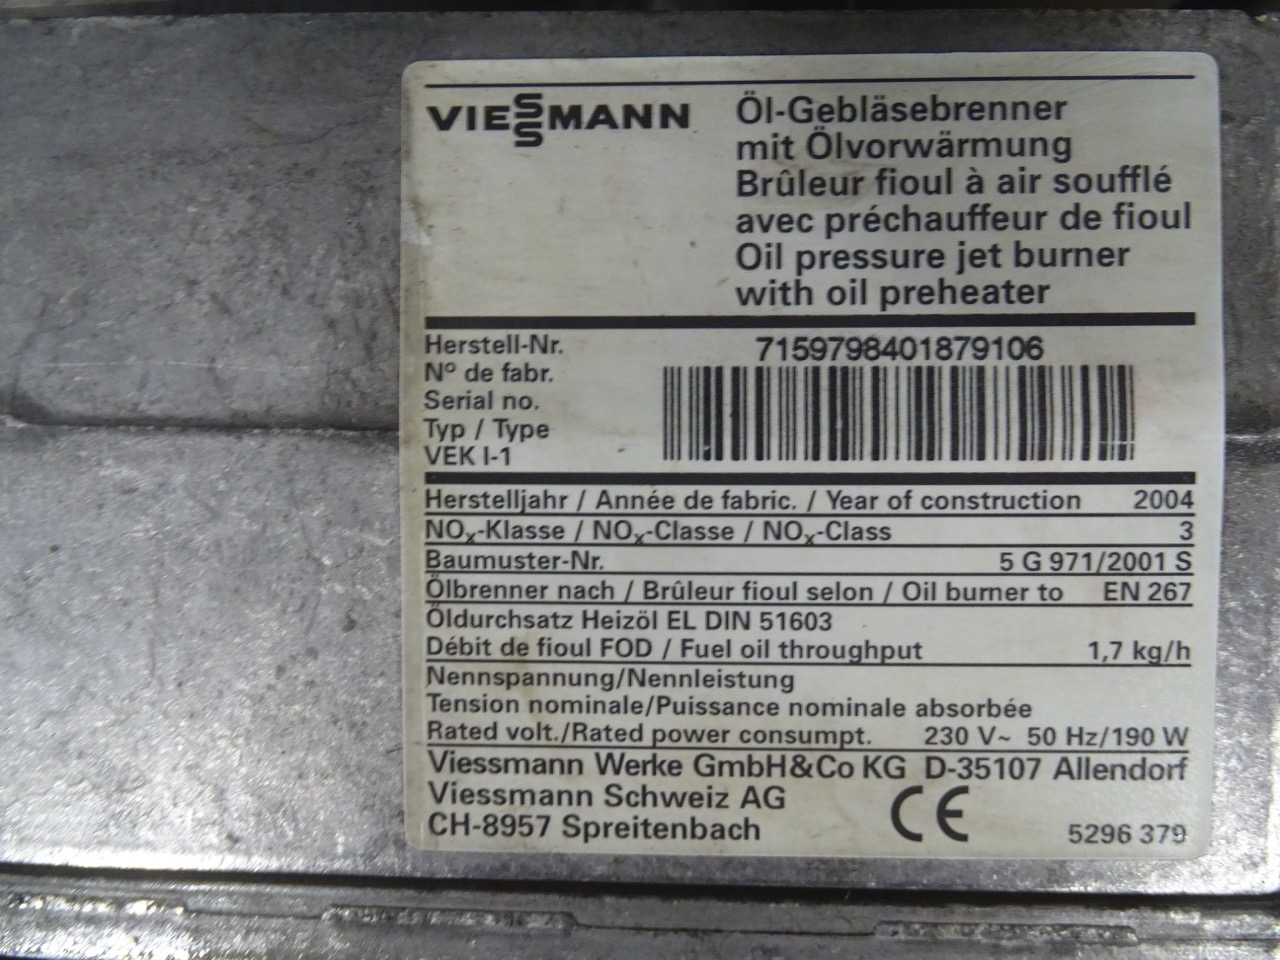 VIESSMANN
Öl-Gebläsebrenner
mit Ölvorwärmung
Brûleur fioul à air soufflé
avec préchauffeur de fioul
Oil pressure jet burner
with oil preheater
Herstell-Nr. 7159798401879106
N° de fabr.
Serial no.
Typ / Type
VEK I-1
Herstelljahr / Année de fabric. / Year of construction 2004
NOx-Klasse / NOx-Classe / NOx-Class 3
Baumuster-Nr. 5 G 971/2001 S
Ölbrenner nach / Brûleur fioul selon / Oil burner to EN 267
Öldurchsatz Heizöl EL DIN 51603
Débit de fioul FOD / Fuel oil throughput 1,7 kg/h
Nennspannung/Nennleistung
Tension nominale/Puissance nominale absorbée
Rated volt./Rated power consumpt. 230 V~ 50 Hz/190 W
Viessmann Werke GmbH&Co KG D-35107 Allendorf
Viessmann Schweiz AG
CH-8957 Spreitenbach CE 5296 379